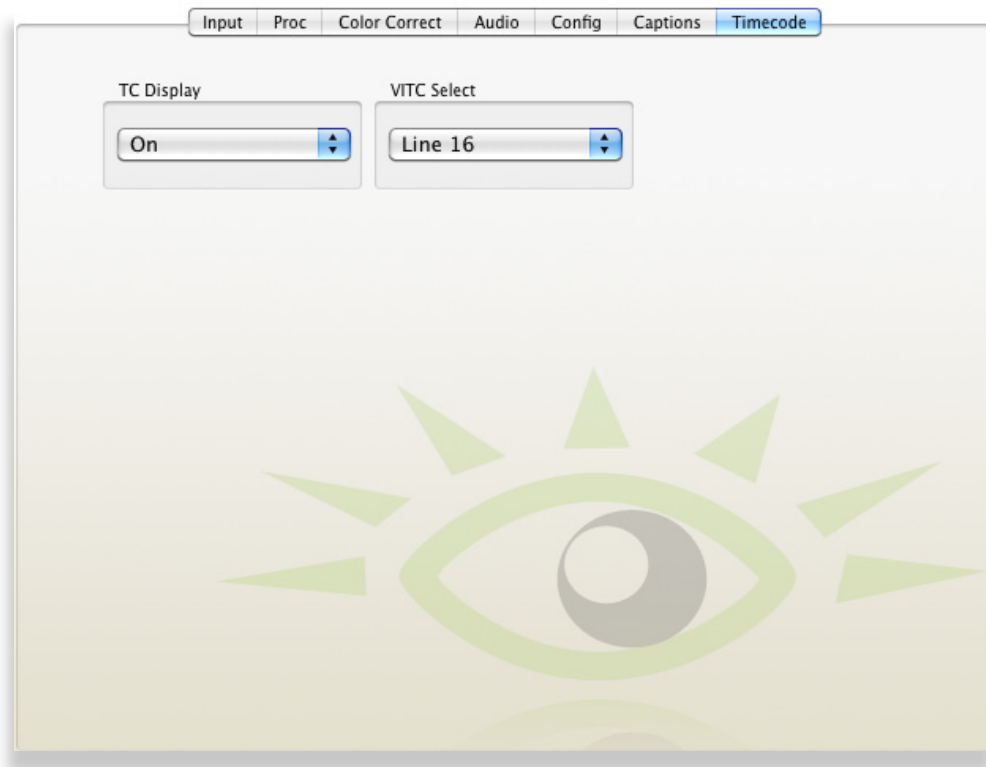 Input Proc Color Correct Audio Config Captions Timecode
TC Display VITC Select
On Line 16